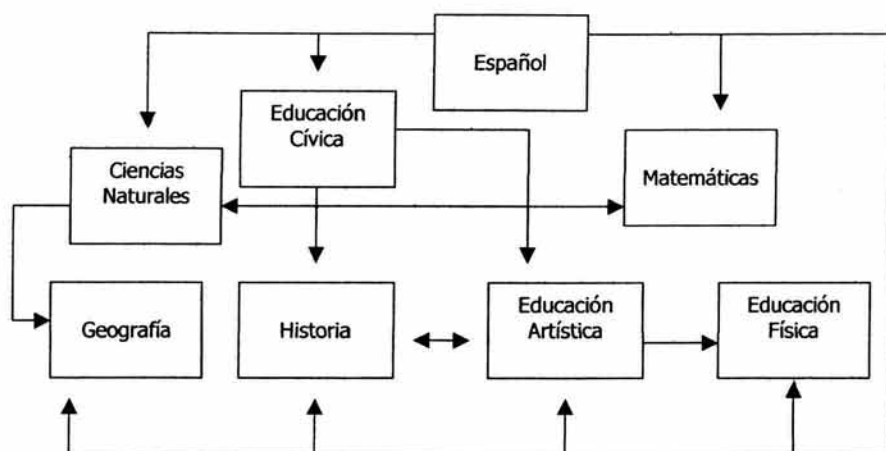 Español
Educación
Cívica
Ciencias
Naturales
Matemáticas
Geografía
Historia
Educación
Artística
Educación
Física